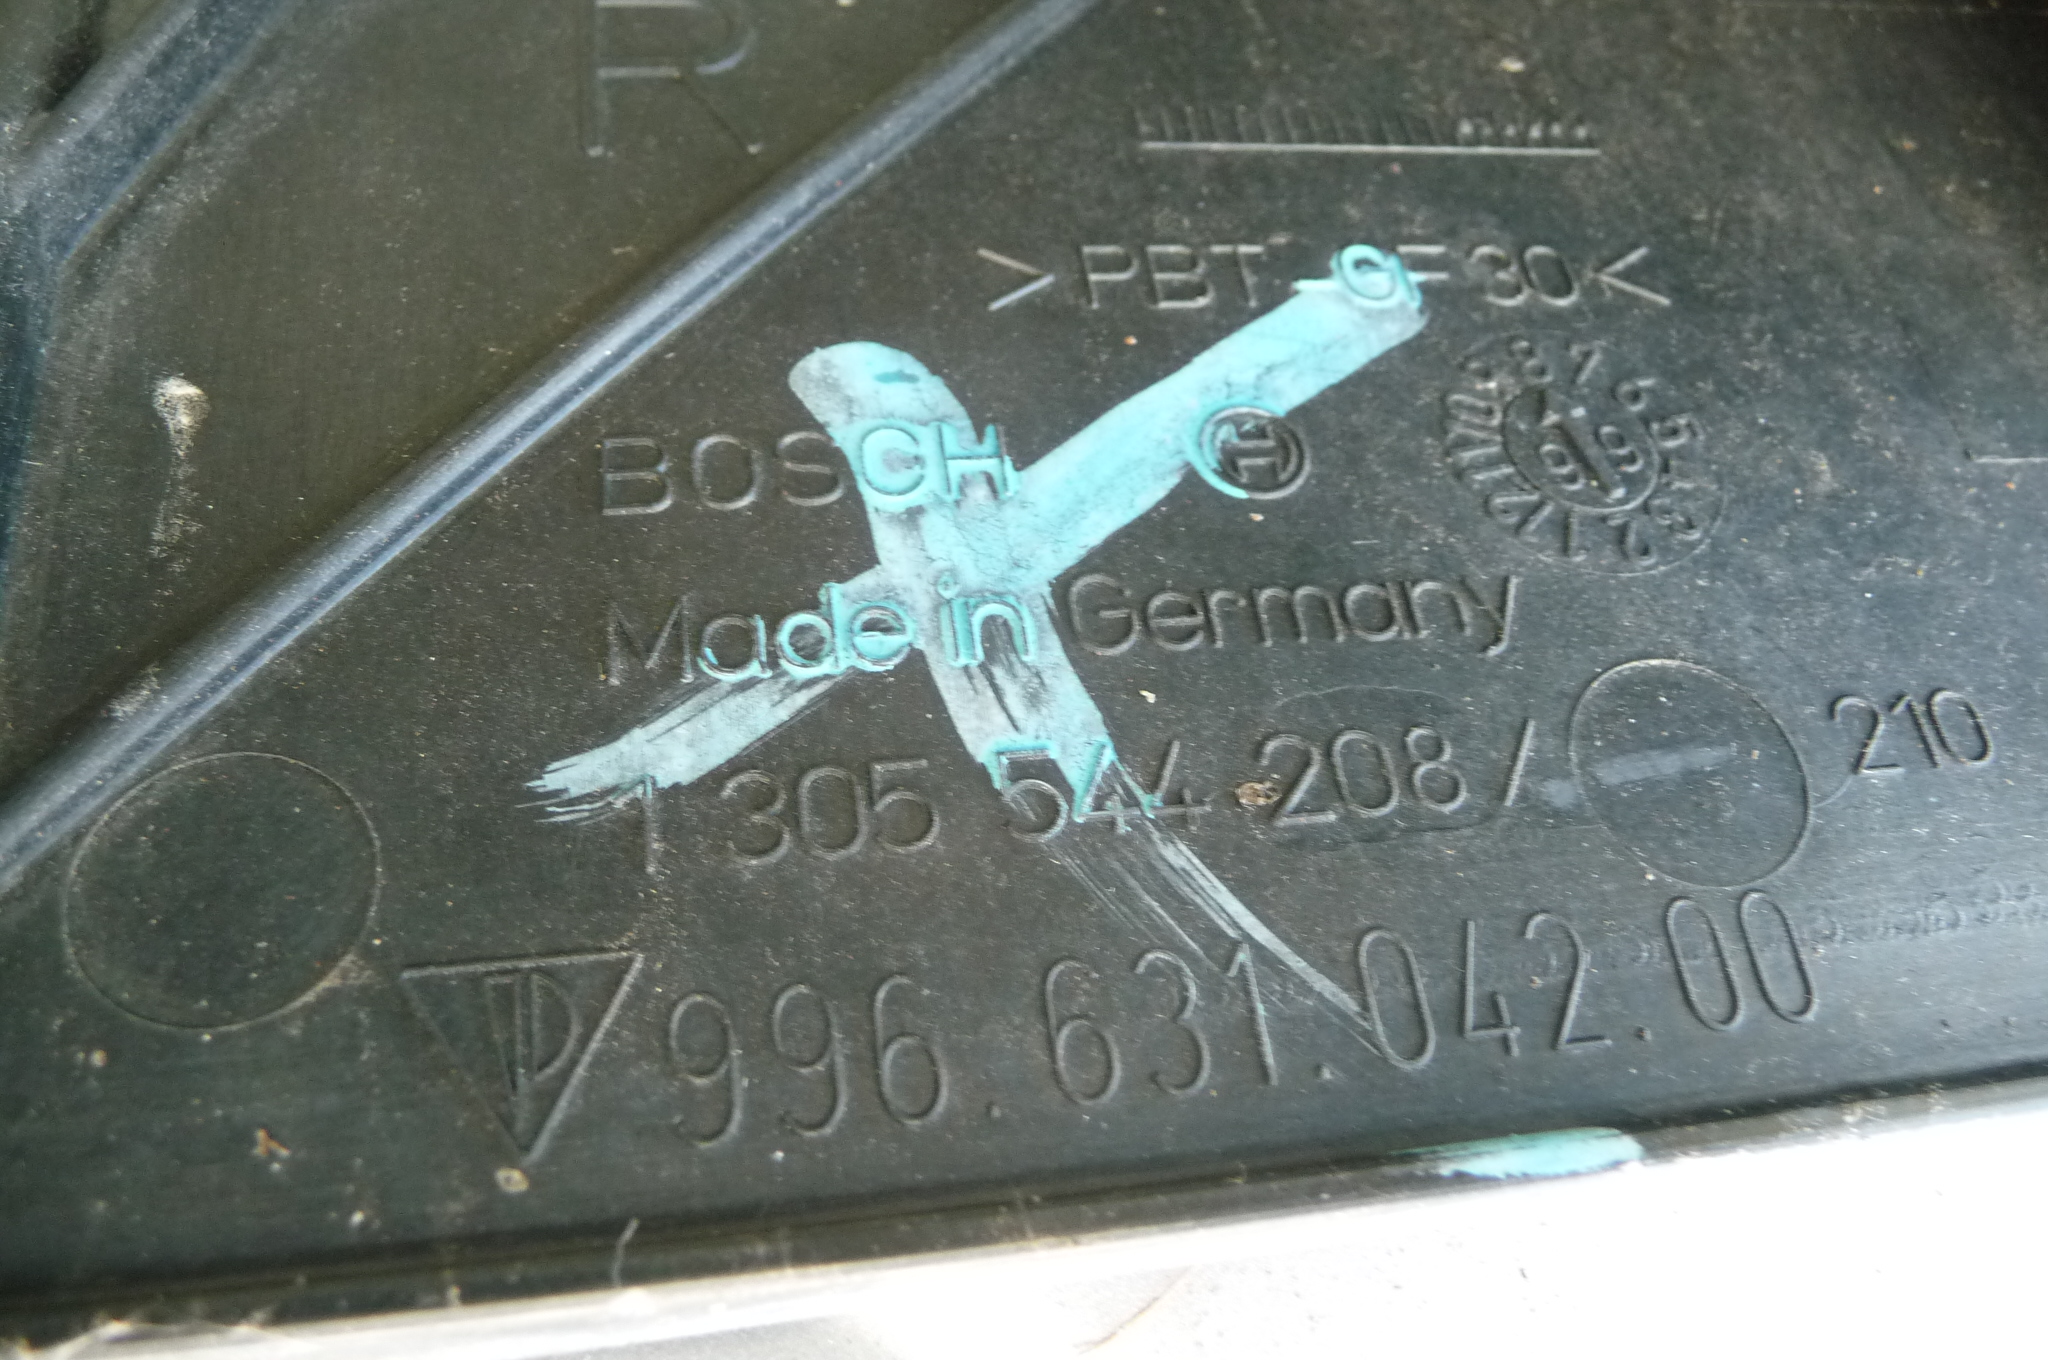 R
>PBT GF30<
BOSCH
Made in Germany
1 305 544 208/ 210
996.631.042.00